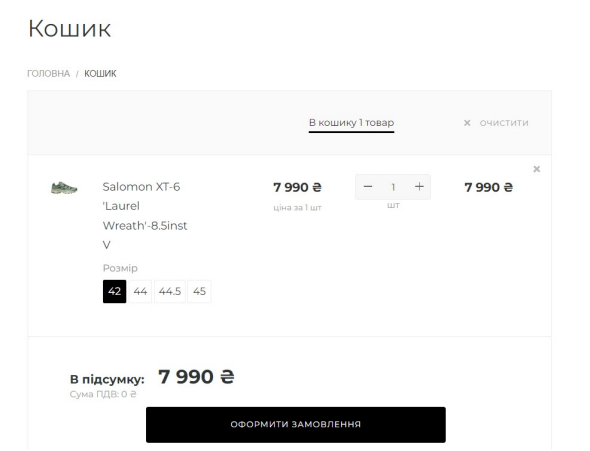 Кошик
ГОЛОВНА / КОШИК
В кошику 1 товар
× ОЧИСТИТИ
×
Salomon XT-6
'Laurel
Wreath'-8.5inst
V
7 990 ₴
ціна за 1 шт
− 1 +
шт
7 990 ₴
Розмір
42 44 44.5 45
В підсумку: 7 990 ₴
Сума ПДВ: 0 ₴
ОФОРМИТИ ЗАМОВЛЕННЯ